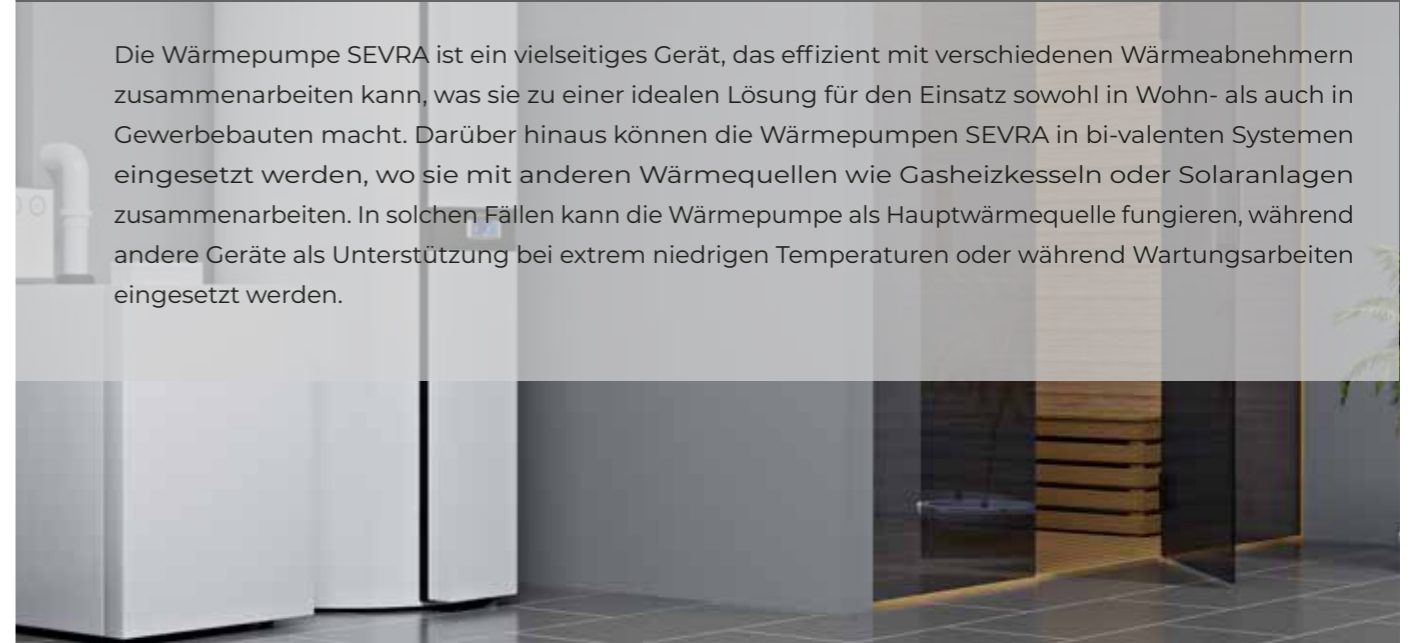 Die Wärmepumpe SEVRA ist ein vielseitiges Gerät, das effizient mit verschiedenen Wärmeabnehmern
zusammenarbeiten kann, was sie zu einer idealen Lösung für den Einsatz sowohl in Wohn- als auch in
Gewerbebauten macht. Darüber hinaus können die Wärmepumpen SEVRA in bi-valenten Systemen
eingesetzt werden, wo sie mit anderen Wärmequellen wie Gasheizkesseln oder Solaranlagen
zusammenarbeiten. In solchen Fällen kann die Wärmepumpe als Hauptwärmequelle fungieren, während
andere Geräte als Unterstützung bei extrem niedrigen Temperaturen oder während Wartungsarbeiten
eingesetzt werden.